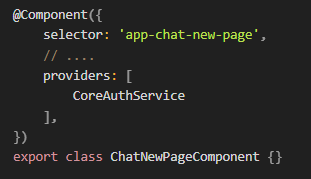 @Component({
    selector: 'app-chat-new-page',
    // ....
    providers: [
        CoreAuthService
    ],
})
export class ChatNewPageComponent {}